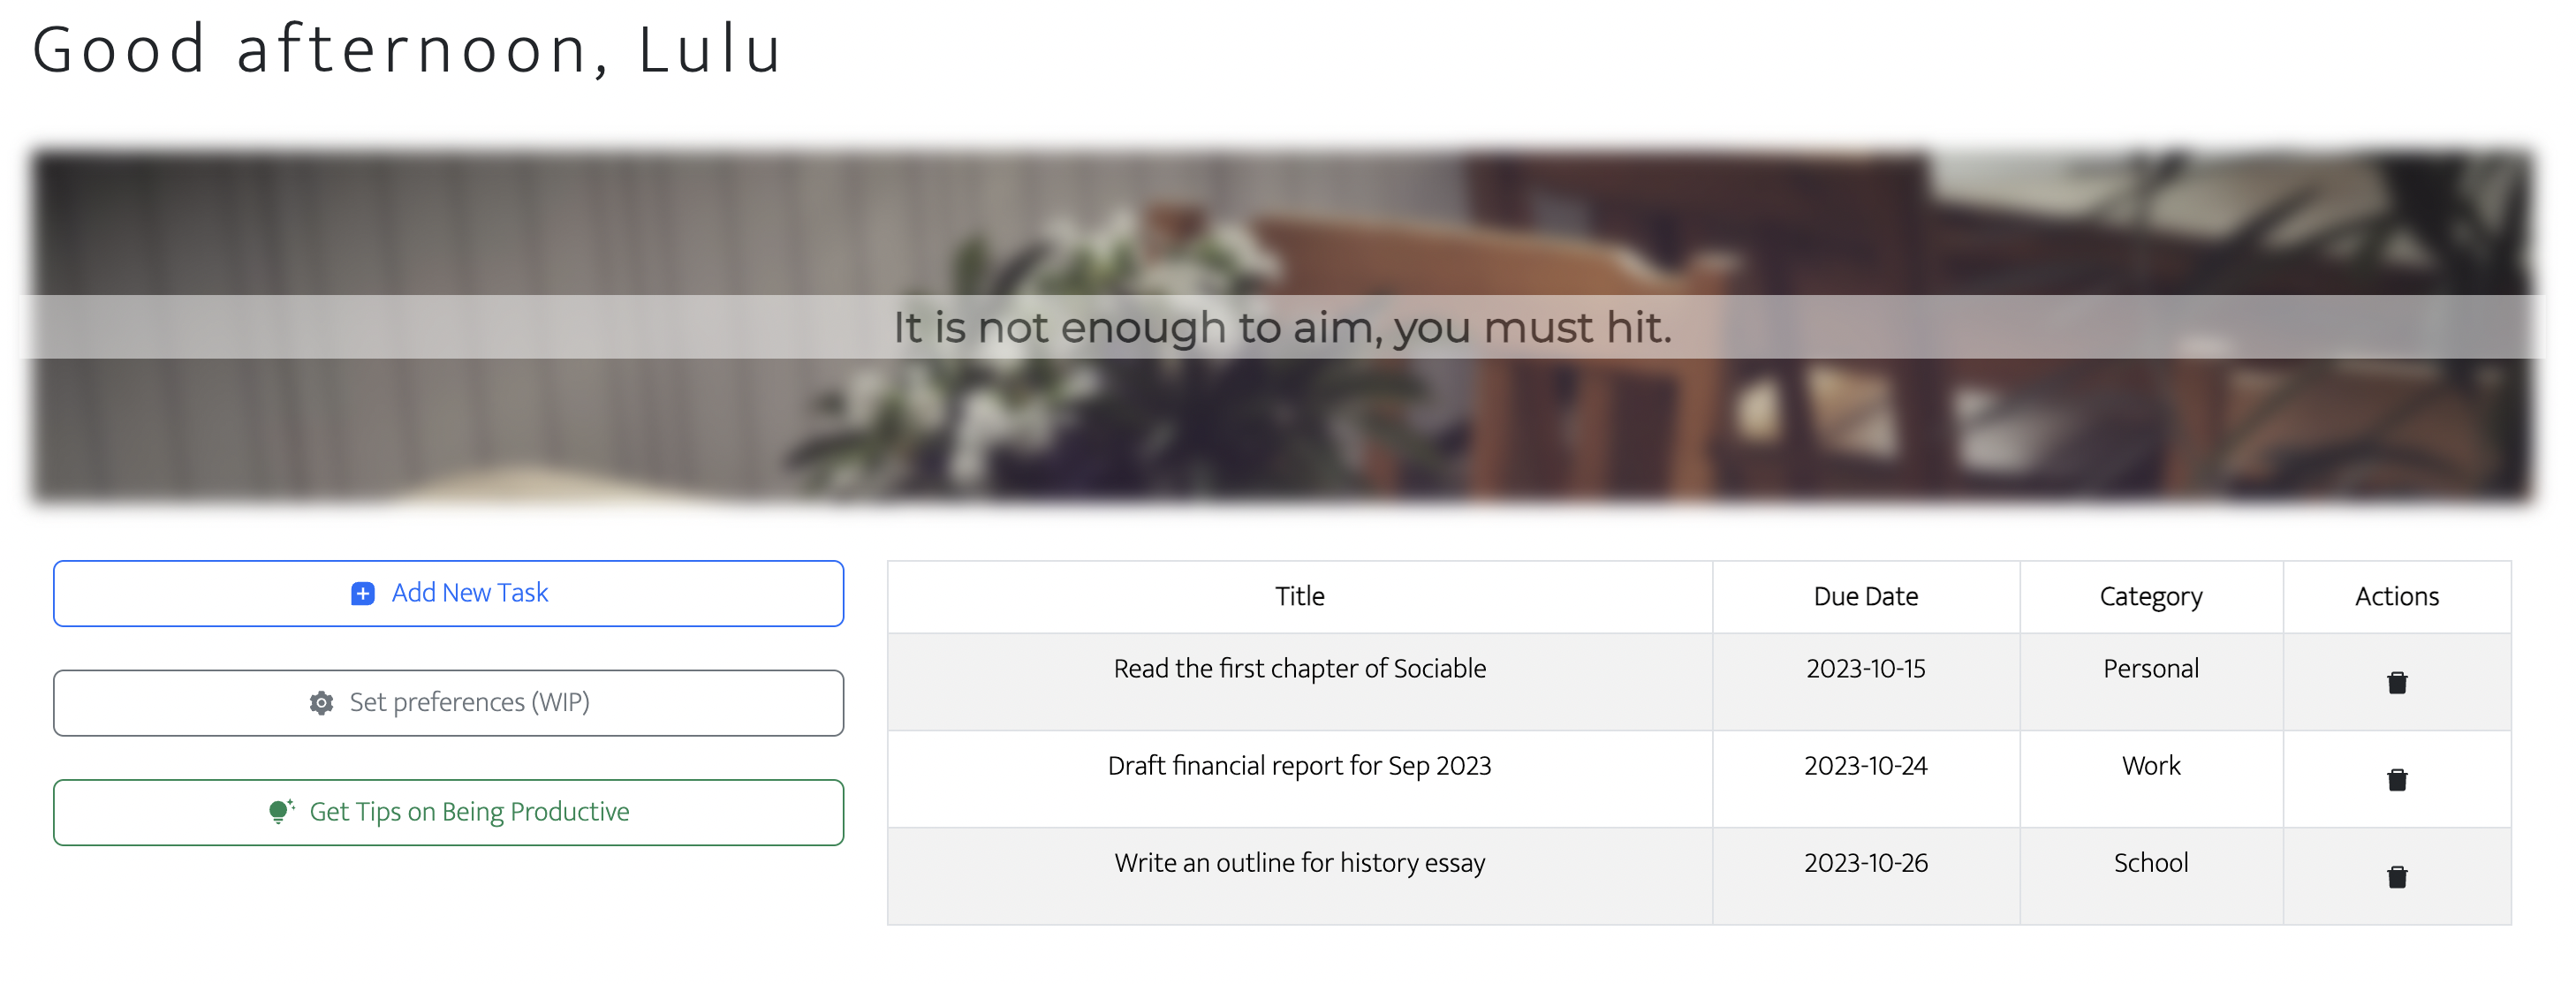 Good afternoon, Lulu
It is not enough to aim, you must hit.
Add New Task
Set preferences (WIP)
Get Tips on Being Productive
Title Due Date Category Actions
Read the first chapter of Sociable 2023-10-15 Personal
Draft financial report for Sep 2023 2023-10-24 Work
Write an outline for history essay 2023-10-26 School